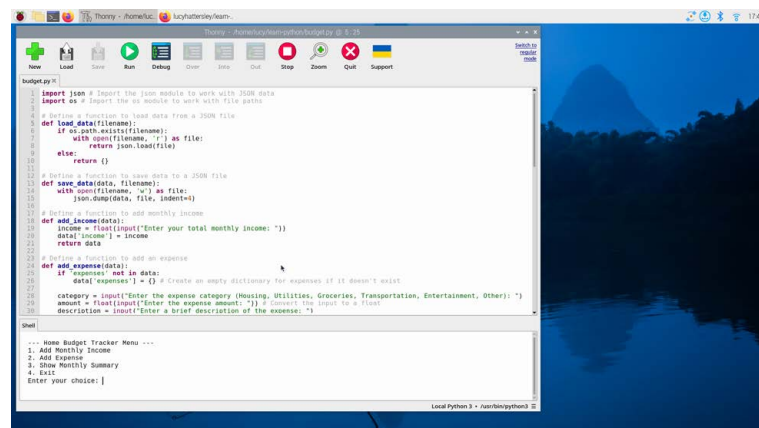 Thonny - /home/luc..
lucyhattersley/learn-..
17:4
Thonny - /home/lucy/learn-python/budget.py @ 6 : 25
New Load Save Run Debug Over Into Out Stop Zoom Quit Support
Switch to
regular
mode
budget.py
1 import json # Import the json module to work with JSON data
2 import os # Import the os module to work with file paths
3
4 # Define a function to load data from a JSON file
5 def load_data(filename):
6 if os.path.exists(filename):
7 with open(filename, 'r') as file:
8 return json.load(file)
9 else:
10 return {}
11
12 # Define a function to save data to a JSON file
13 def save_data(data, filename):
14 with open(filename, 'w') as file:
15 json.dump(data, file, indent=4)
16
17 # Define a function to add monthly income
18 def add_income(data):
19 income = float(input("Enter your total monthly income: "))
20 data['income'] = income
21 return data
22
23 # Define a function to add an expense
24 def add_expense(data):
25 if 'expenses' not in data:
26 data['expenses'] = {} # Create an empty dictionary for expenses if it doesn't exist
27
28 category = input("Enter the expense category (Housing, Utilities, Groceries, Transportation, Entertainment, Other): ")
29 amount = float(input("Enter the expense amount: ")) # Convert the input to a float
30 description = input("Enter a brief description of the expense: ")
Shell
--- Home Budget Tracker Menu ---
1. Add Monthly Income
2. Add Expense
3. Show Monthly Summary
4. Exit
Enter your choice:
Local Python 3 • /usr/bin/python3